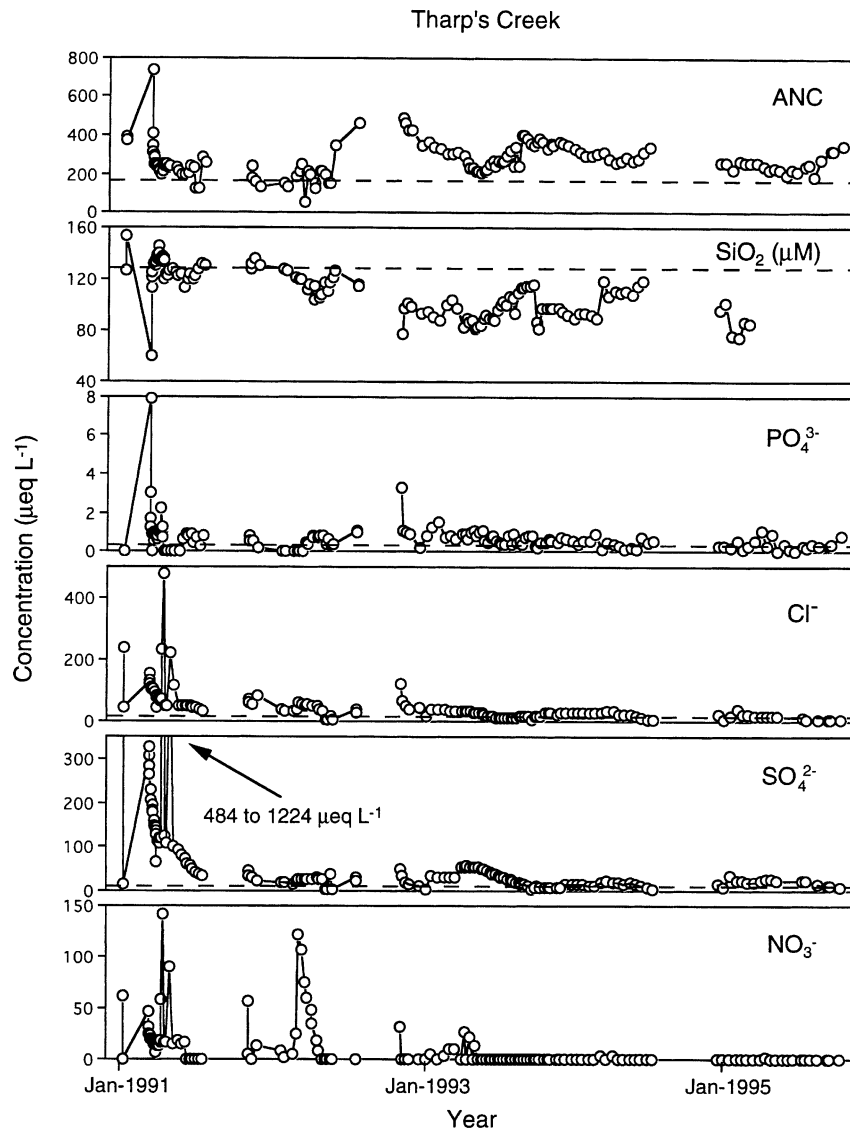 Tharp's Creek
800
600
400
200
0
ANC
160
120
80
40
SiO₂ (μM)
8
6
4
2
0
PO₄³⁻
400
200
0
Cl⁻
300
200
100
0
SO₄²⁻
484 to 1224 μeq L⁻¹
150
100
50
0
NO₃⁻
Concentration (μeq L⁻¹)
Jan-1991 Jan-1993 Jan-1995
Year